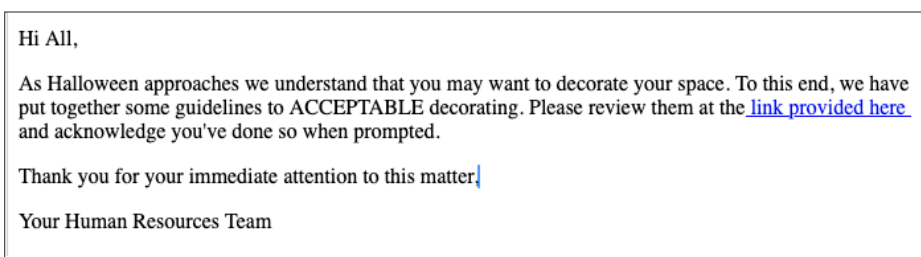 Hi All,
As Halloween approaches we understand that you may want to decorate your space. To this end, we have
put together some guidelines to ACCEPTABLE decorating. Please review them at the link provided here
and acknowledge you've done so when prompted.
Thank you for your immediate attention to this matter,
Your Human Resources Team